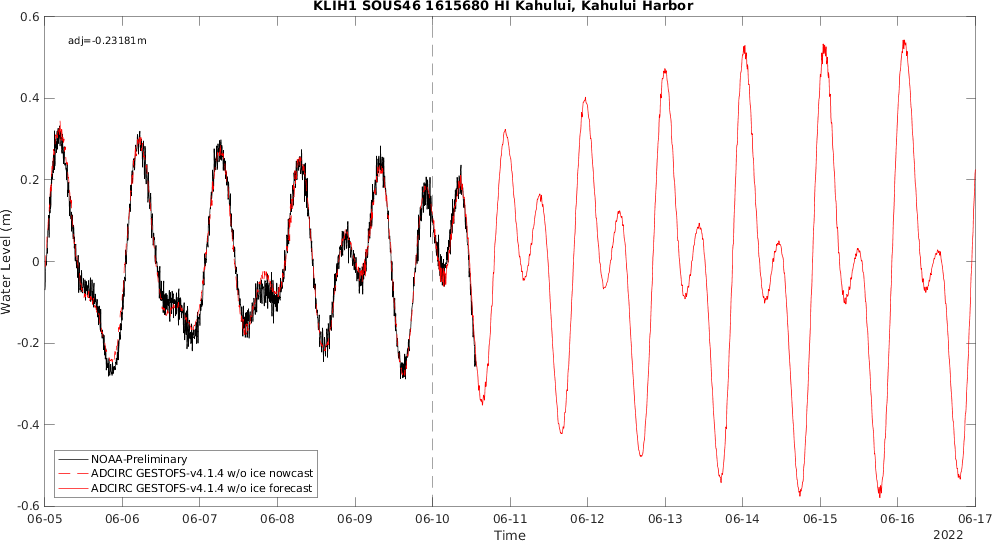 KLIH1 SOUS46 1615680 HI Kahului, Kahului Harbor
adj=-0.23181m
0.6
0.4
0.2
0
-0.2
-0.4
-0.6
Water Level (m)
NOAA-Preliminary
ADCIRC GESTOFS-v4.1.4 w/o ice nowcast
ADCIRC GESTOFS-v4.1.4 w/o ice forecast
06-05 06-06 06-07 06-08 06-09 06-10 06-11 06-12 06-13 06-14 06-15 06-16 06-17
Time
2022